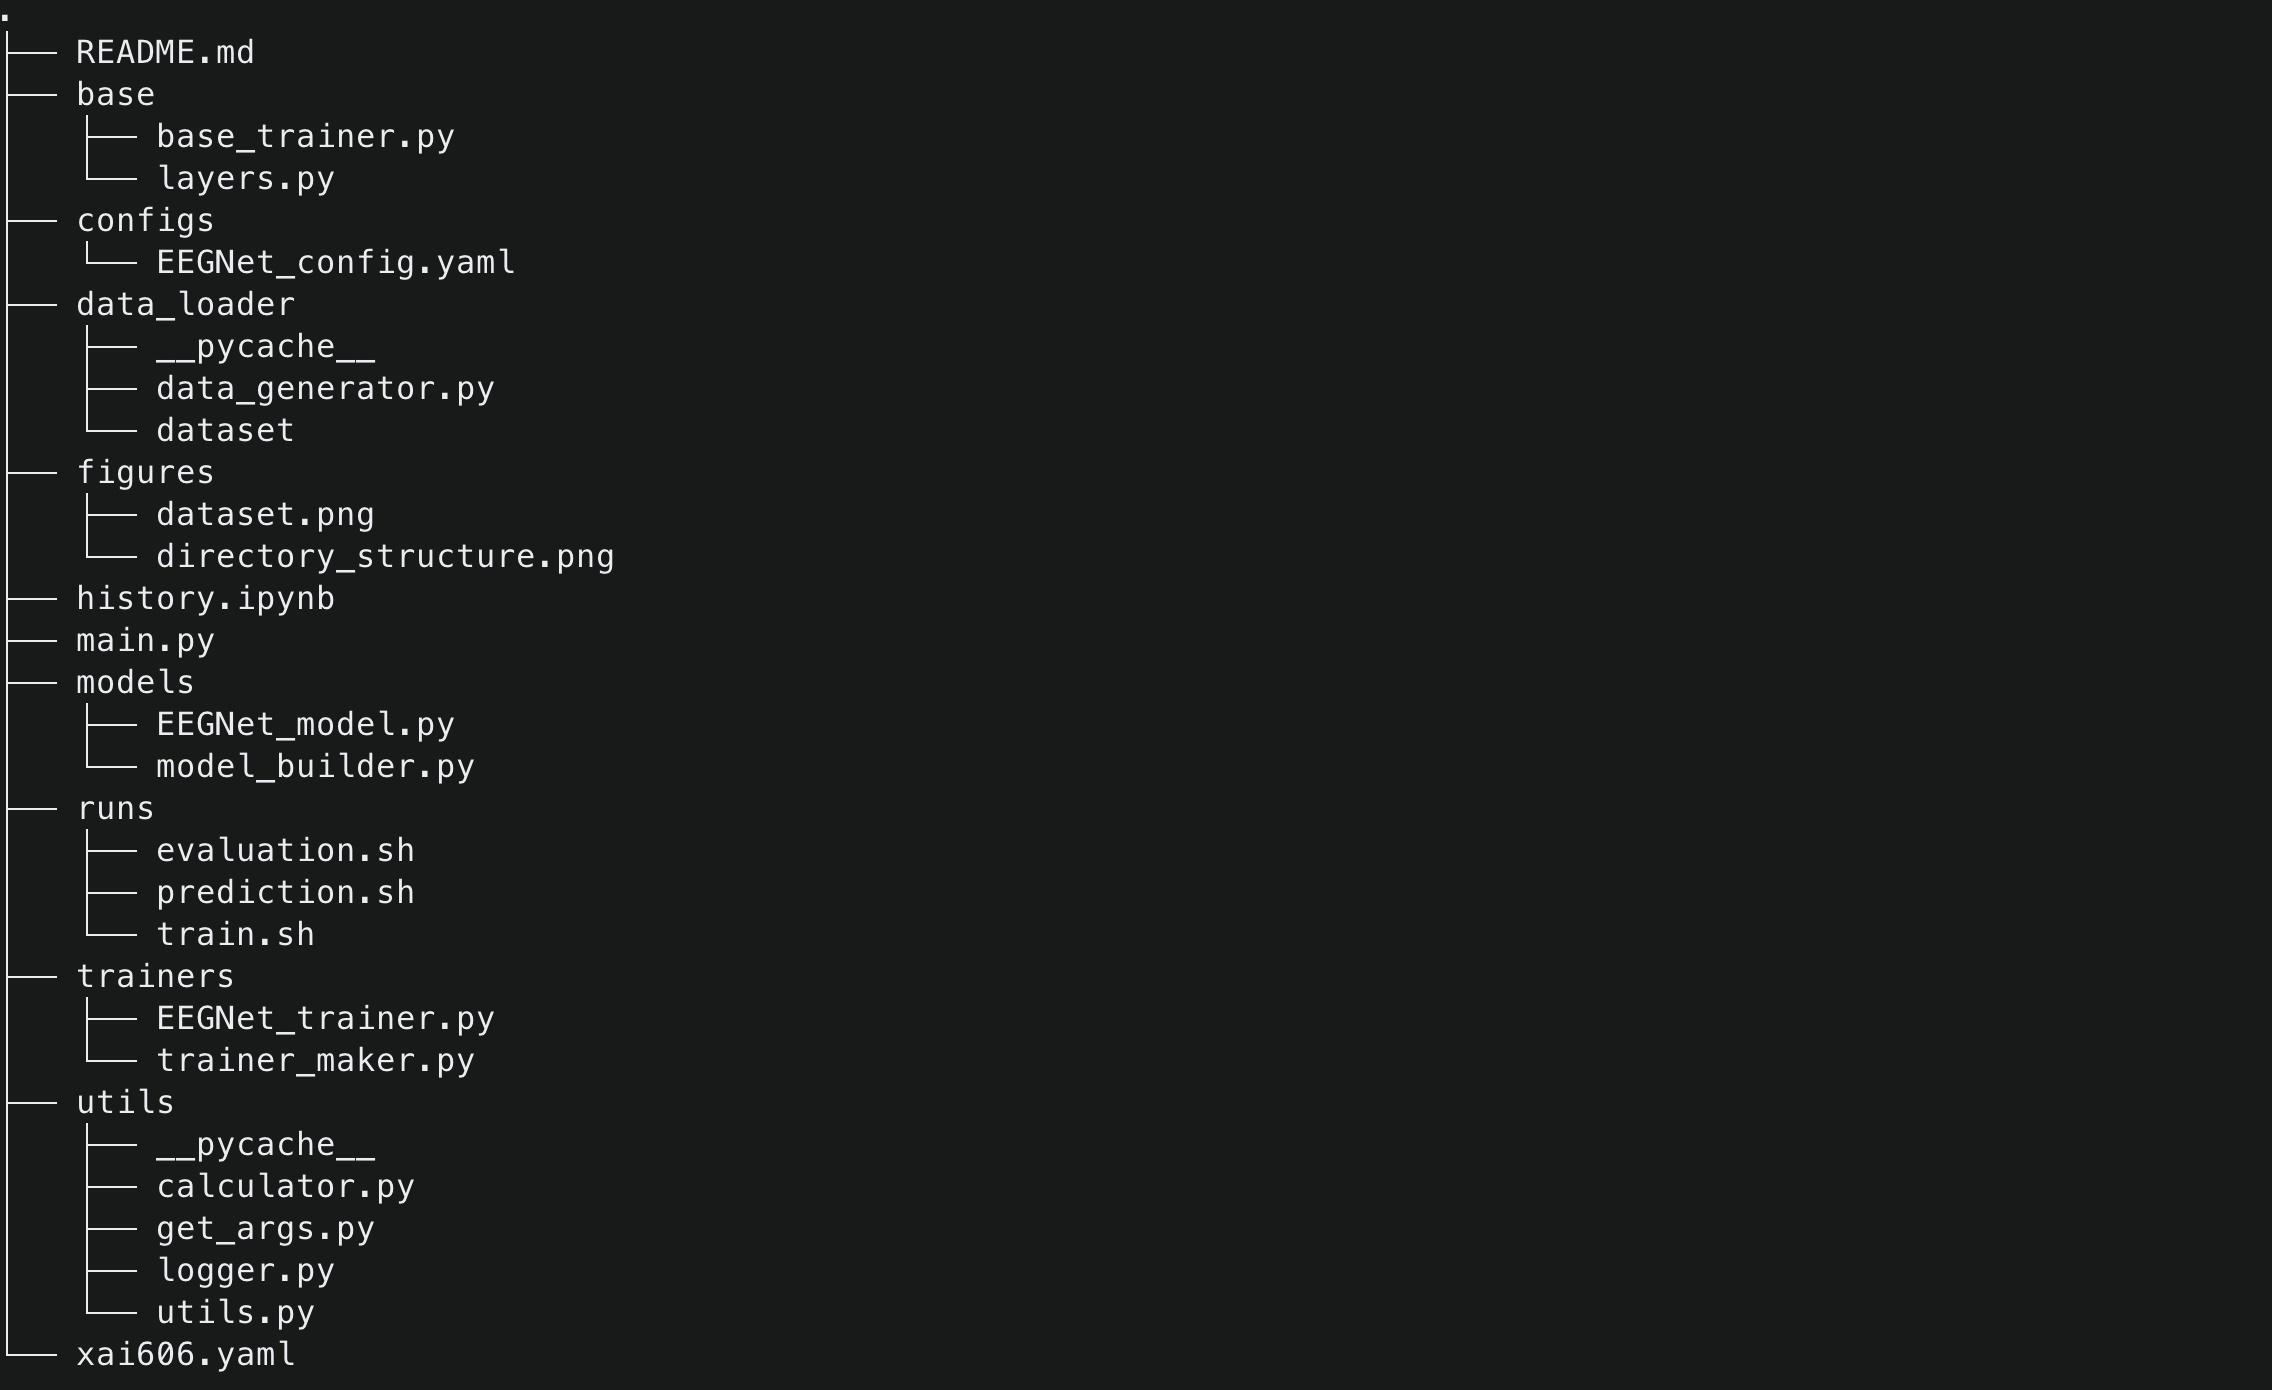 .
├── README.md
├── base
│   ├── base_trainer.py
│   └── layers.py
├── configs
│   └── EEGNet_config.yaml
├── data_loader
│   ├── __pycache__
│   ├── data_generator.py
│   └── dataset
├── figures
│   ├── dataset.png
│   └── directory_structure.png
├── history.ipynb
├── main.py
├── models
│   ├── EEGNet_model.py
│   └── model_builder.py
├── runs
│   ├── evaluation.sh
│   ├── prediction.sh
│   └── train.sh
├── trainers
│   ├── EEGNet_trainer.py
│   └── trainer_maker.py
├── utils
│   ├── __pycache__
│   ├── calculator.py
│   ├── get_args.py
│   ├── logger.py
│   └── utils.py
└── xai606.yaml